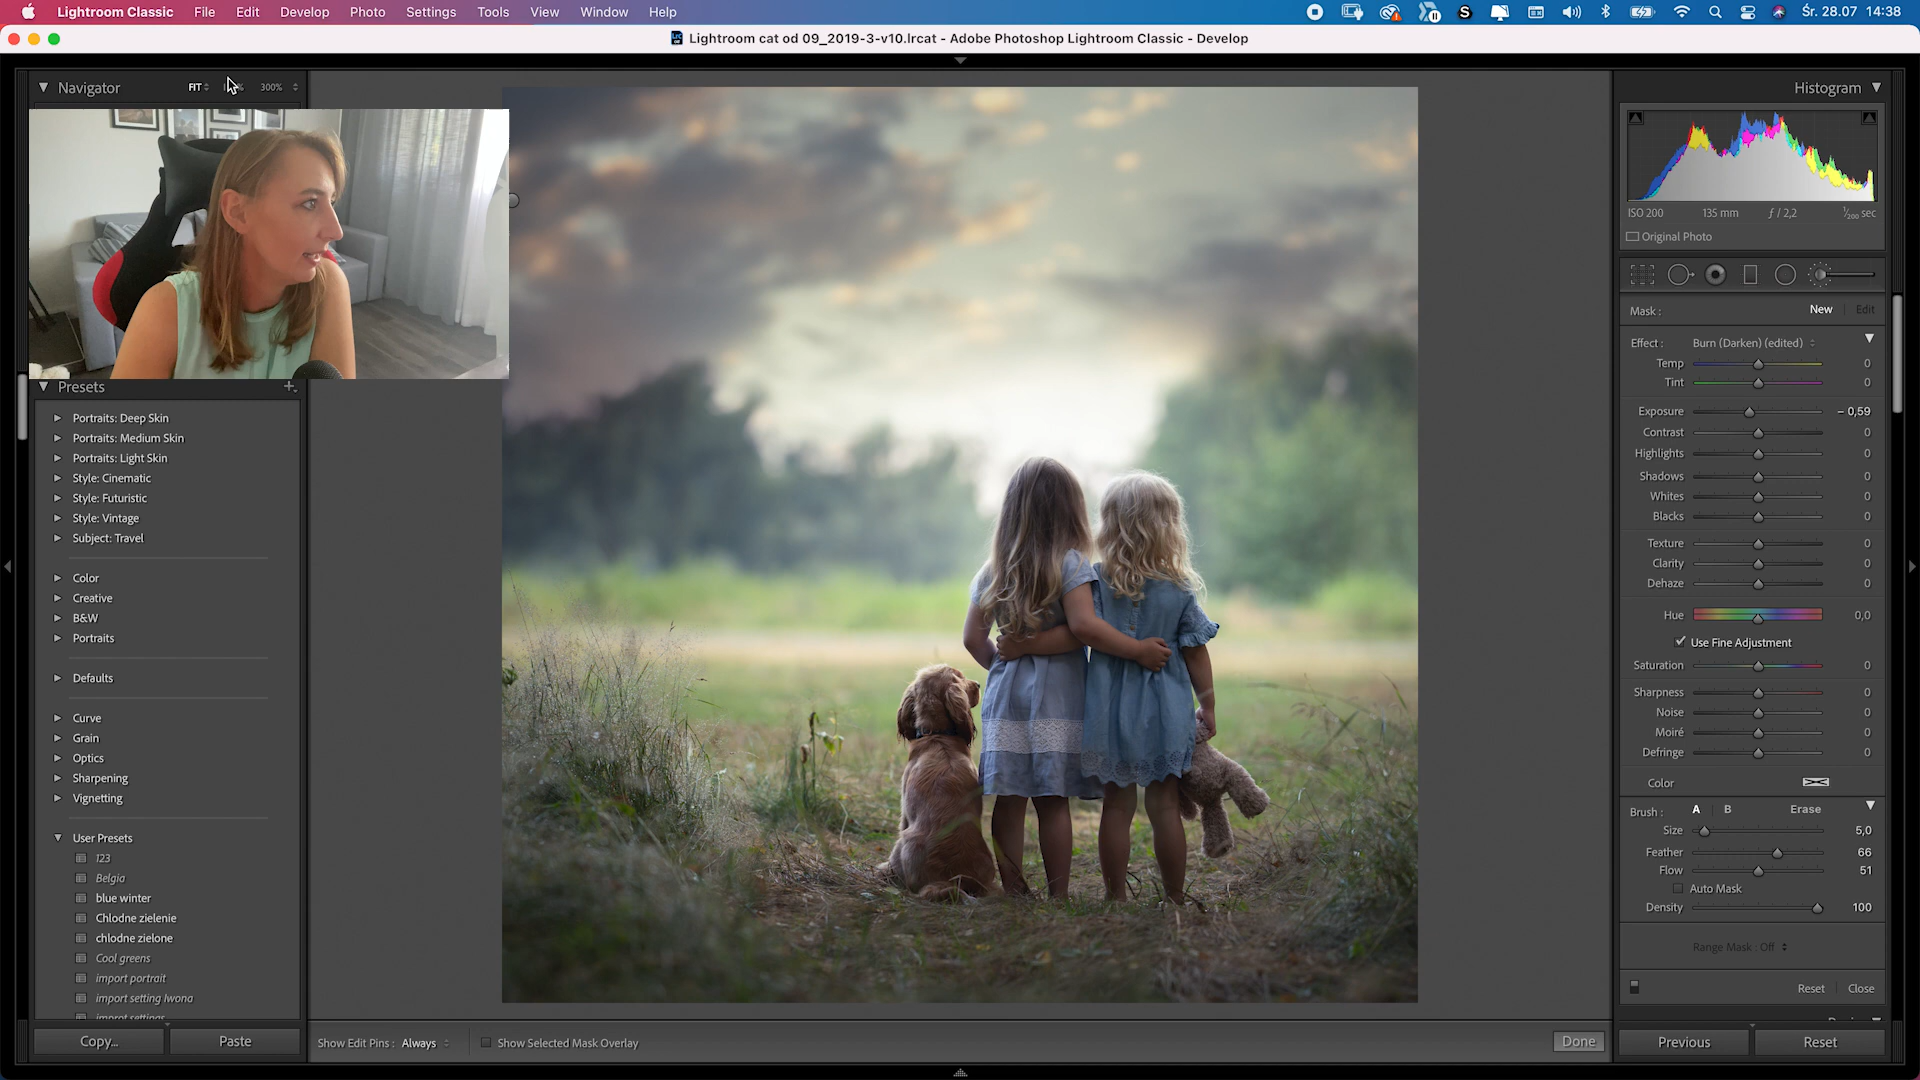 Lightroom Classic File Edit Develop Photo Settings Tools View Window Help Śr. 28.07 14:38
Lightroom cat od 09_2019-3-v10.lrcat - Adobe Photoshop Lightroom Classic - Develop
Navigator FIT 300%
Presets +
Portraits: Deep Skin
Portraits: Medium Skin
Portraits: Light Skin
Style: Cinematic
Style: Futuristic
Style: Vintage
Subject: Travel
Color
Creative
B&W
Portraits
Defaults
Curve
Grain
Optics
Sharpening
Vignetting
User Presets
123
Belgia
blue winter
Chlodne zielenie
chlodne zielone
Cool greens
import portrait
import setting Iwona
improt settings
Copy... Paste
Show Edit Pins : Always Show Selected Mask Overlay Done
Histogram
ISO 200 135 mm f / 2,2 1/200 sec
Original Photo
Mask : New Edit
Effect : Burn (Darken) (edited)
Temp 0
Tint 0
Exposure – 0,59
Contrast 0
Highlights 0
Shadows 0
Whites 0
Blacks 0
Texture 0
Clarity 0
Dehaze 0
Hue 0,0
Use Fine Adjustment
Saturation 0
Sharpness 0
Noise 0
Moiré 0
Defringe 0
Color
Brush : A B Erase
Size 5,0
Feather 66
Flow 51
Auto Mask
Density 100
Range Mask : Off
Reset Close
Previous Reset